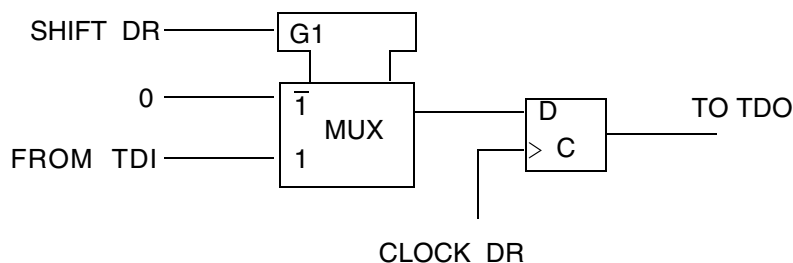 SHIFT DR
G1
0
1̅
MUX
FROM TDI
1
D
C
TO TDO
CLOCK DR